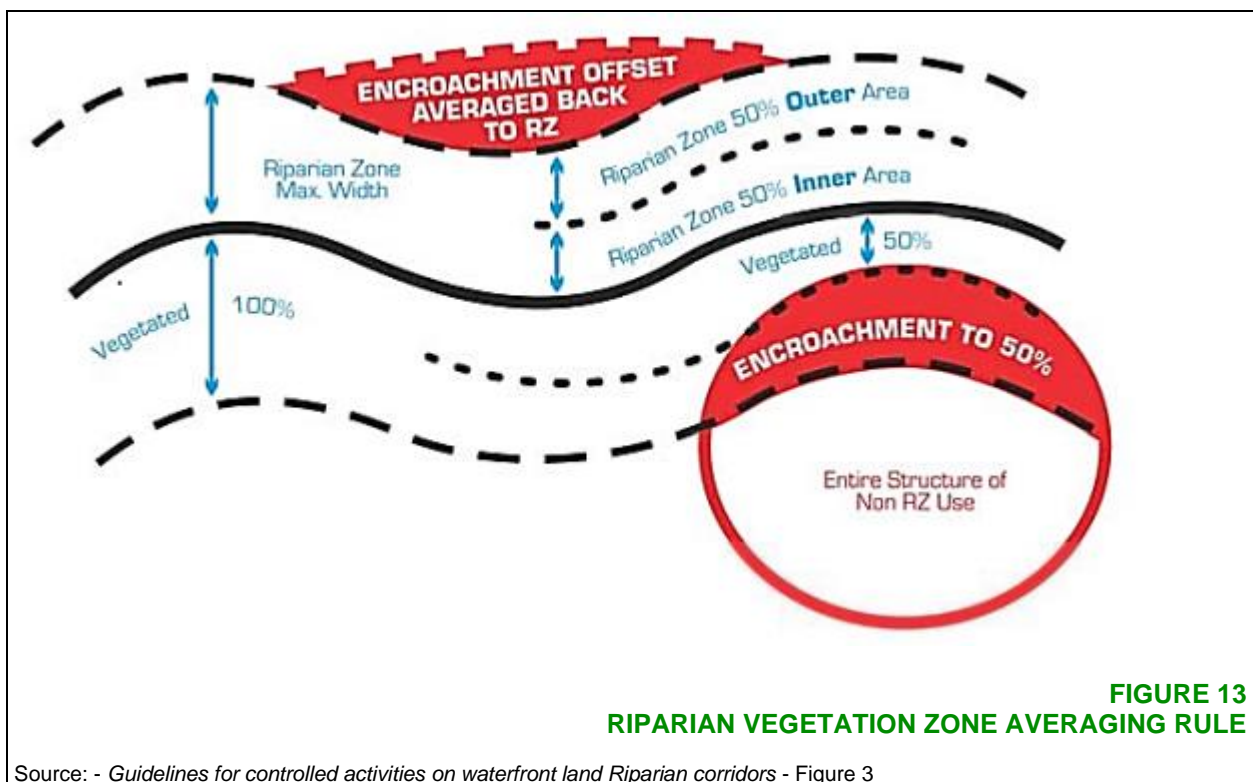 ENCROACHMENT OFFSET
AVERAGED BACK
TO RZ
Riparian Zone
Max. Width
Riparian Zone 50% Outer Area
Riparian Zone 50% Inner Area
Vegetated 50%
Vegetated 100%
ENCROACHMENT TO 50%
Entire Structure of
Non RZ Use
FIGURE 13
RIPARIAN VEGETATION ZONE AVERAGING RULE
Source: - Guidelines for controlled activities on waterfront land Riparian corridors - Figure 3